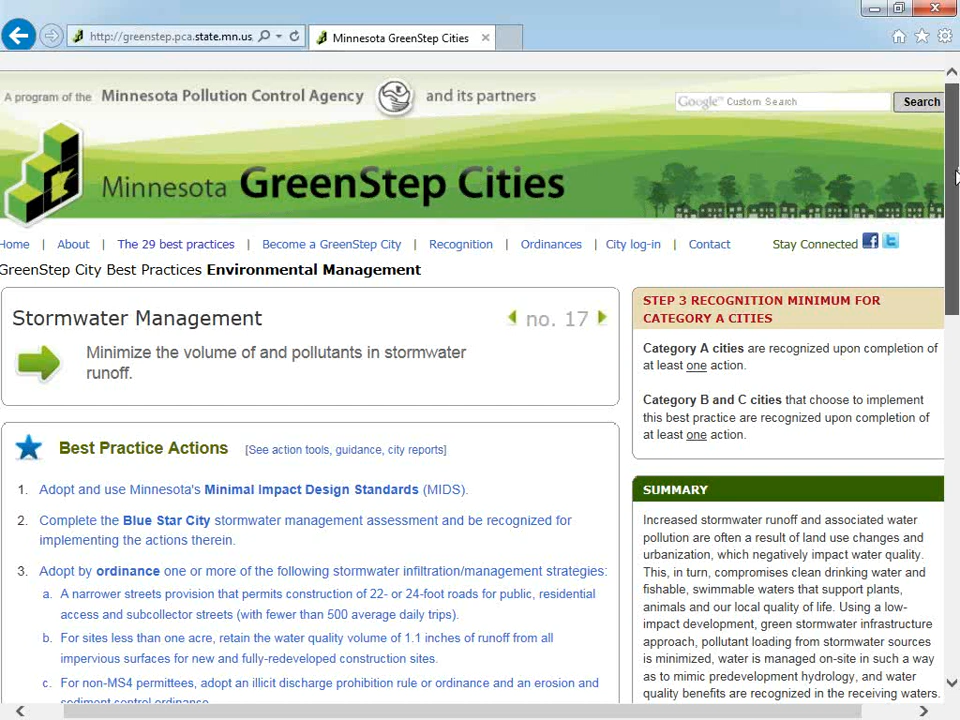 http://greenstep.pca.state.mn.us
Minnesota GreenStep Cities
A program of the Minnesota Pollution Control Agency and its partners
Google™ Custom Search
Search
Minnesota GreenStep Cities
Home | About | The 29 best practices | Become a GreenStep City | Recognition | Ordinances | City log-in | Contact Stay Connected
GreenStep City Best Practices Environmental Management
Stormwater Management
no. 17
Minimize the volume of and pollutants in stormwater
runoff.
Best Practice Actions [See action tools, guidance, city reports]
1. Adopt and use Minnesota's Minimal Impact Design Standards (MIDS).
2. Complete the Blue Star City stormwater management assessment and be recognized for
implementing the actions therein.
3. Adopt by ordinance one or more of the following stormwater infiltration/management strategies:
a. A narrower streets provision that permits construction of 22- or 24-foot roads for public, residential
access and subcollector streets (with fewer than 500 average daily trips).
b. For sites less than one acre, retain the water quality volume of 1.1 inches of runoff from all
impervious surfaces for new and fully-redeveloped construction sites.
c. For non-MS4 permittees, adopt an illicit discharge prohibition rule or ordinance and an erosion and
sediment control ordinance.
STEP 3 RECOGNITION MINIMUM FOR
CATEGORY A CITIES
Category A cities are recognized upon completion of
at least one action.
Category B and C cities that choose to implement
this best practice are recognized upon completion of
at least one action.
SUMMARY
Increased stormwater runoff and associated water
pollution are often a result of land use changes and
urbanization, which negatively impact water quality.
This, in turn, compromises clean drinking water and
fishable, swimmable waters that support plants,
animals and our local quality of life. Using a low-
impact development, green stormwater infrastructure
approach, pollutant loading from stormwater sources
is minimized, water is managed on-site in such a way
as to mimic predevelopment hydrology, and water
quality benefits are recognized in the receiving waters.